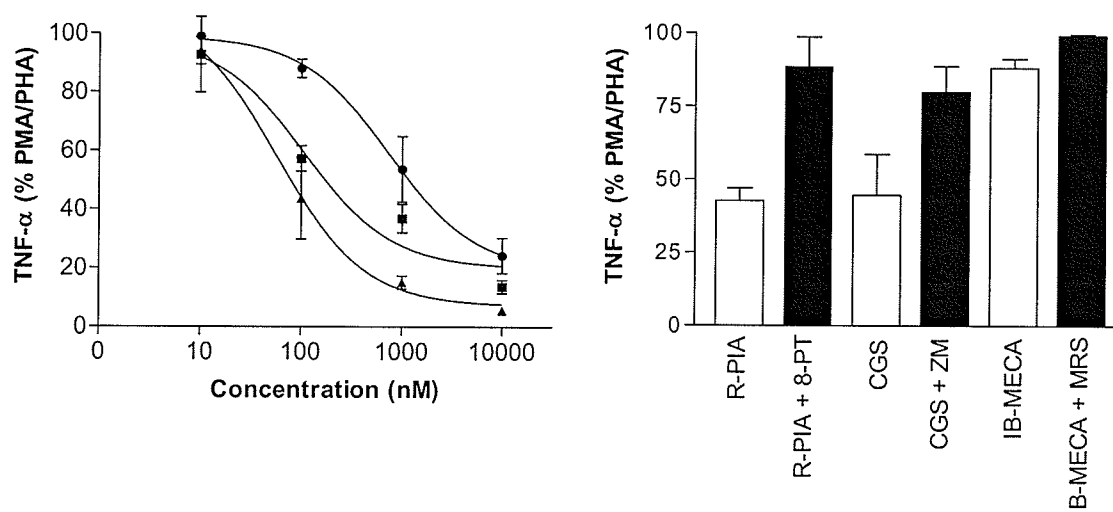 TNF-α (% PMA/PHA)
100
80
60
40
20
0
0
10
100
1000
10000
Concentration (nM)
TNF-α (% PMA/PHA)
100
75
50
25
0
R-PIA
R-PIA + 8-PT
CGS
CGS + ZM
IB-MECA
B-MECA + MRS